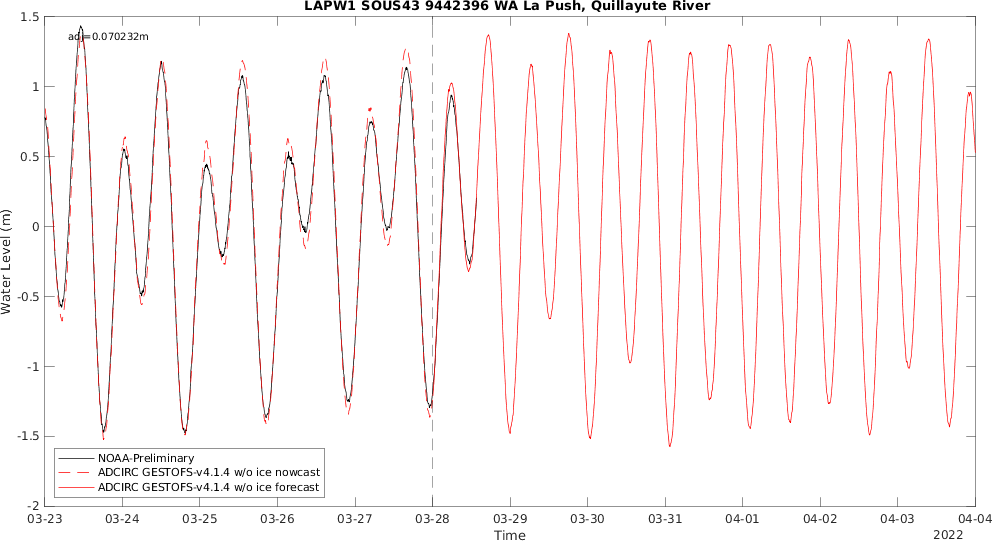 LAPW1 SOUS43 9442396 WA La Push, Quillayute River
1.5
1
0.5
0
-0.5
-1
-1.5
-2
Water Level (m)
NOAA-Preliminary
ADCIRC GESTOFS-v4.1.4 w/o ice nowcast
ADCIRC GESTOFS-v4.1.4 w/o ice forecast
03-23 03-24 03-25 03-26 03-27 03-28 03-29 03-30 03-31 04-01 04-02 04-03 04-04
Time
2022